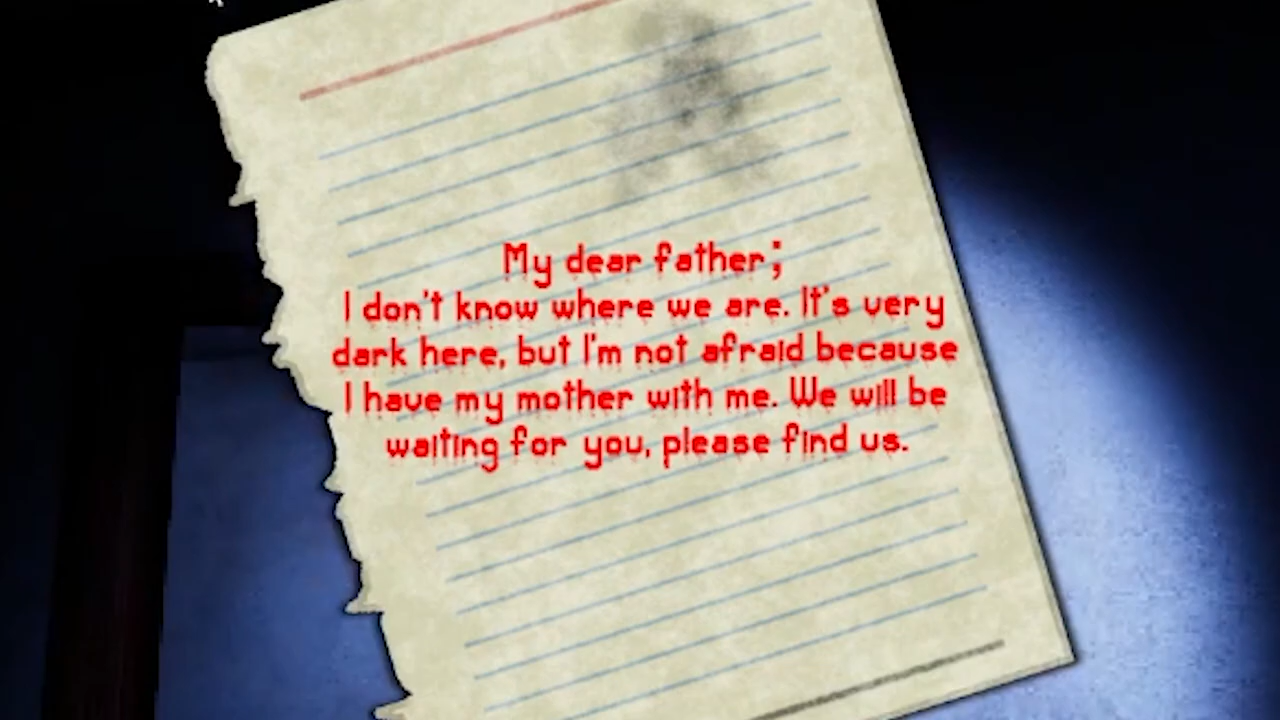 My dear father;
I don't know where we are. It's very
dark here, but I'm not afraid because
I have my mother with me. We will be
waiting for you, please find us.